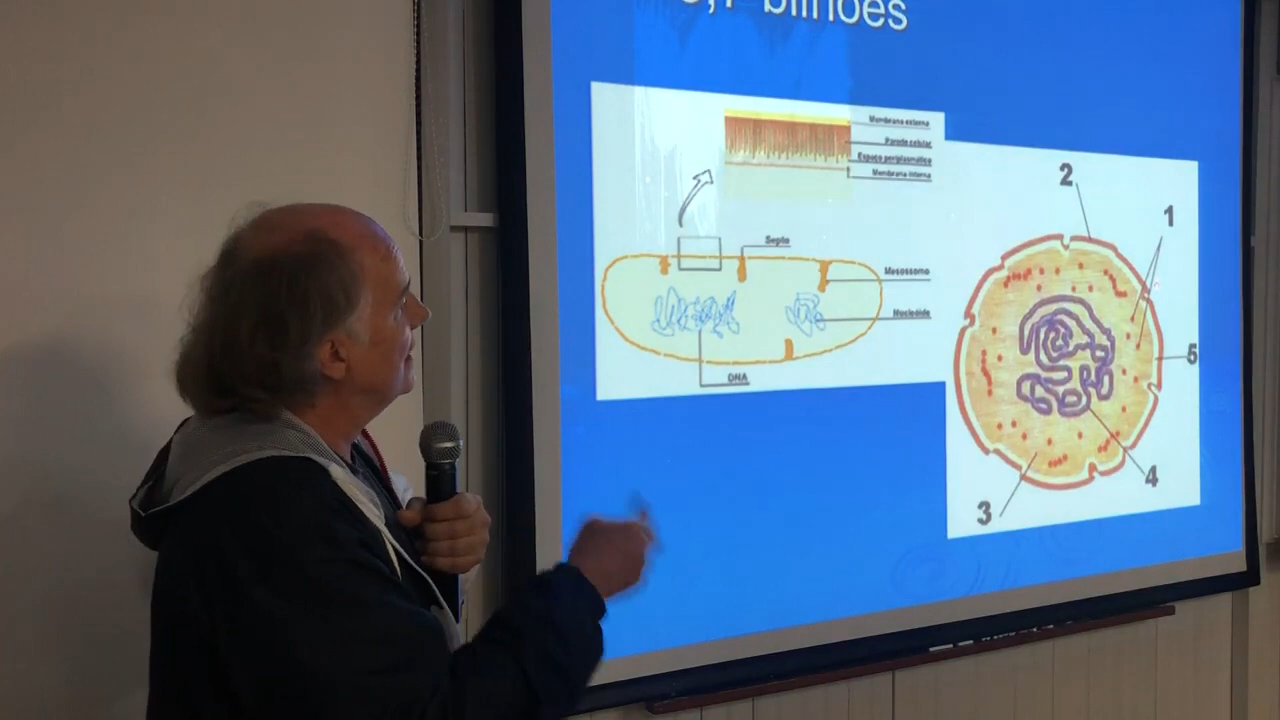 bilhões
Membrana externa
Parede celular
Espaço periplasmático
Membrana interna
Septo
Mesossomo
Nucleóide
DNA
2
1
5
4
3